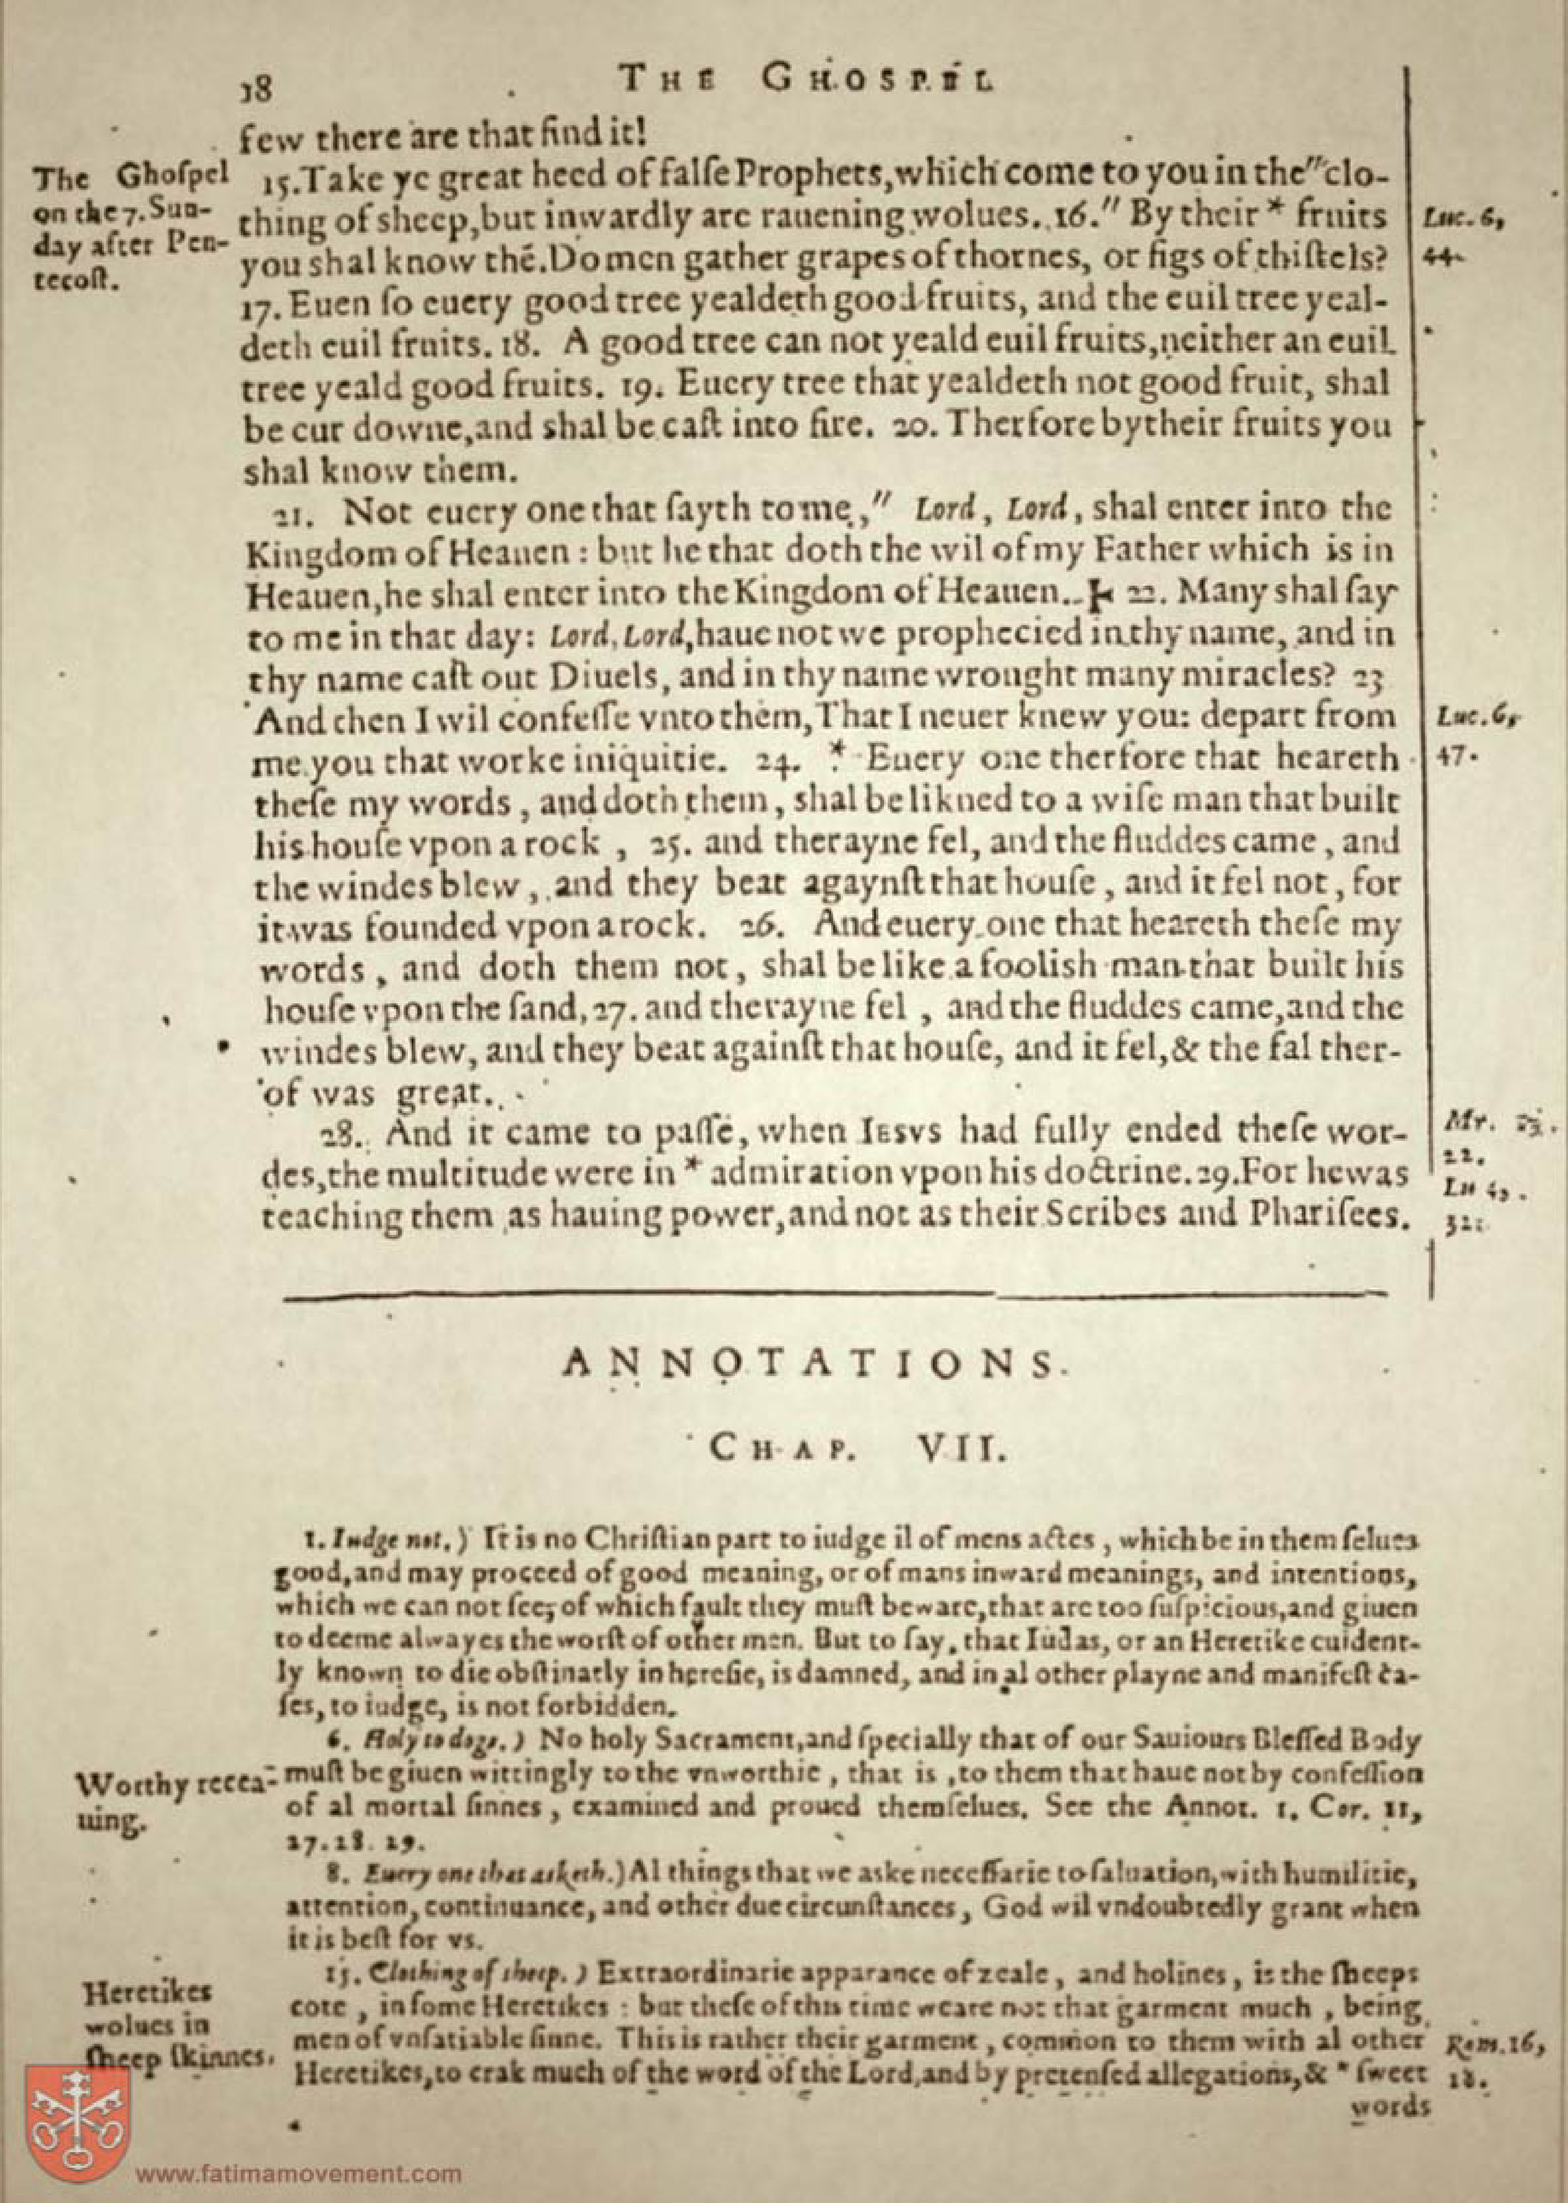 18
THE GHOSPEL
few there are that find it!
The Ghoſpel
on the 7. Sun-
day after Pen-
tecoſt.
15.Take ye great heed of falſe Prophets,which come to you in the"clo-
thing of sheep,but inwardly are rauening wolues. 16." By their * fruits
you shal know thē.Do men gather grapes of thornes, or figs of thiſtels?
17. Euen ſo euery good tree yealdeth good fruits, and the euil tree yeal-
deth euil fruits. 18. A good tree can not yeald euil fruits,neither an euil
tree yeald good fruits. 19. Euery tree that yealdeth not good fruit, shal
be cut downe,and shal be caſt into fire. 20. Therfore by their fruits you
shal know them.
Luc. 6,
44.
21. Not euery one that ſayth to me," Lord, Lord, shal enter into the
Kingdom of Heauen : but he that doth the wil of my Father which is in
Heauen,he shal enter into the Kingdom of Heauen. 22. Many shal ſay
to me in that day: Lord, Lord,haue not we prophecied in thy name, and in
thy name caſt out Diuels, and in thy name wrought many miracles? 23
And then I wil confeſſe vnto them,That I neuer knew you: depart from
me you that worke iniquitie. 24. * Euery one therfore that heareth
theſe my words , and doth them, shal be likned to a wiſe man that built
his houſe vpon a rock , 25. and the rayne fel, and the fluddes came , and
the windes blew , and they beat agaynſt that houſe , and it fel not , for
it was founded vpon a rock. 26. And euery one that heareth theſe my
words , and doth them not , shal be like a foolish man that built his
houſe vpon the ſand, 27. and the rayne fel , and the fluddes came,and the
windes blew, and they beat againſt that houſe, and it fel,& the fal ther-
of was great.
Luc. 6,
47.
28. And it came to paſſe, when IESVS had fully ended theſe wor-
des,the multitude were in * admiration vpon his doctrine. 29.For he was
teaching them as hauing power,and not as their Scribes and Phariſees.
Mr.
22.
Lu 4,
32.
ANNOTATIONS.
CHAP. VII.
1. Iudge not.) It is no Chriſtian part to iudge il of mens actes , which be in them ſelues
good,and may proceed of good meaning, or of mans inward meanings, and intentions,
which we can not ſee; of which fault they muſt beware,that are too ſuſpicious,and giuen
to deeme alwayes the worſt of other men. But to ſay, that Iudas, or an Heretike euident-
ly known to die obſtinatly in hereſie, is damned, and in al other playne and manifeſt ca-
ſes, to iudge, is not forbidden.
6. Holy to dogs.) No holy Sacrament,and ſpecially that of our Sauiours Bleſſed Body
muſt be giuen wittingly to the vnworthie , that is , to them that haue not by confeſſion
of al mortal ſinnes , examined and proued themſelues. See the Annot. 1. Cor. 11,
27. 28. 29.
Worthy recea-
uing.
8. Euery one that asketh.) Al things that we aske neceſſarie to ſaluation,with humilitie,
attention, continuance, and other due circunſtances , God wil vndoubtedly grant when
it is beſt for vs.
15. Clothing of sheep.) Extraordinarie apparance of zeale , and holines , is the ſheeps
cote , in ſome Heretikes : but theſe of this time weare not that garment much , being
men of vnſatiable ſinne. This is rather their garment , common to them with al other
Heretikes,to crak much of the word of the Lord,and by pretenſed allegations,& * ſweet
words
Heretikes
wolues in
ſheep ſkinnes.
Rom.16,
18.
www.fatimamovement.com